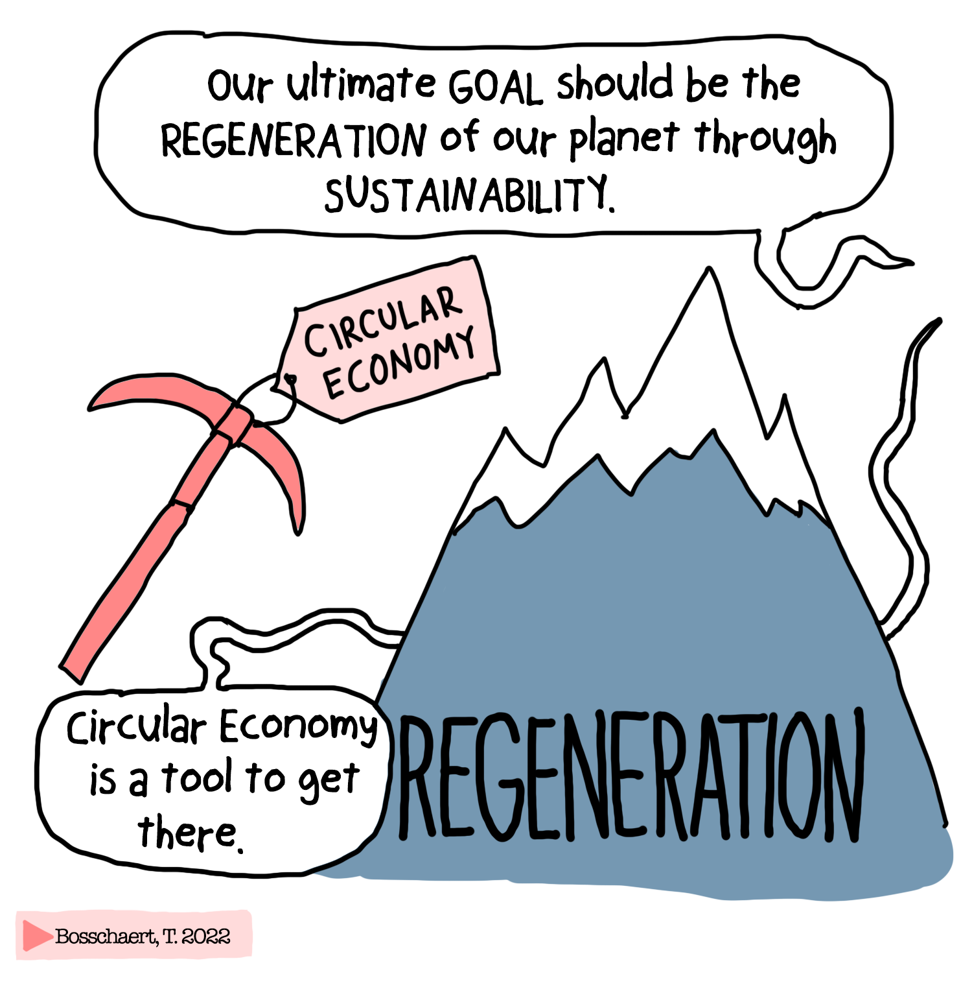 Our ultimate GOAL should be the
REGENERATION of our planet through
SUSTAINABILITY.
CIRCULAR
ECONOMY
Circular Economy
is a tool to get
there.
REGENERATION
Bosschaert, T. 2022